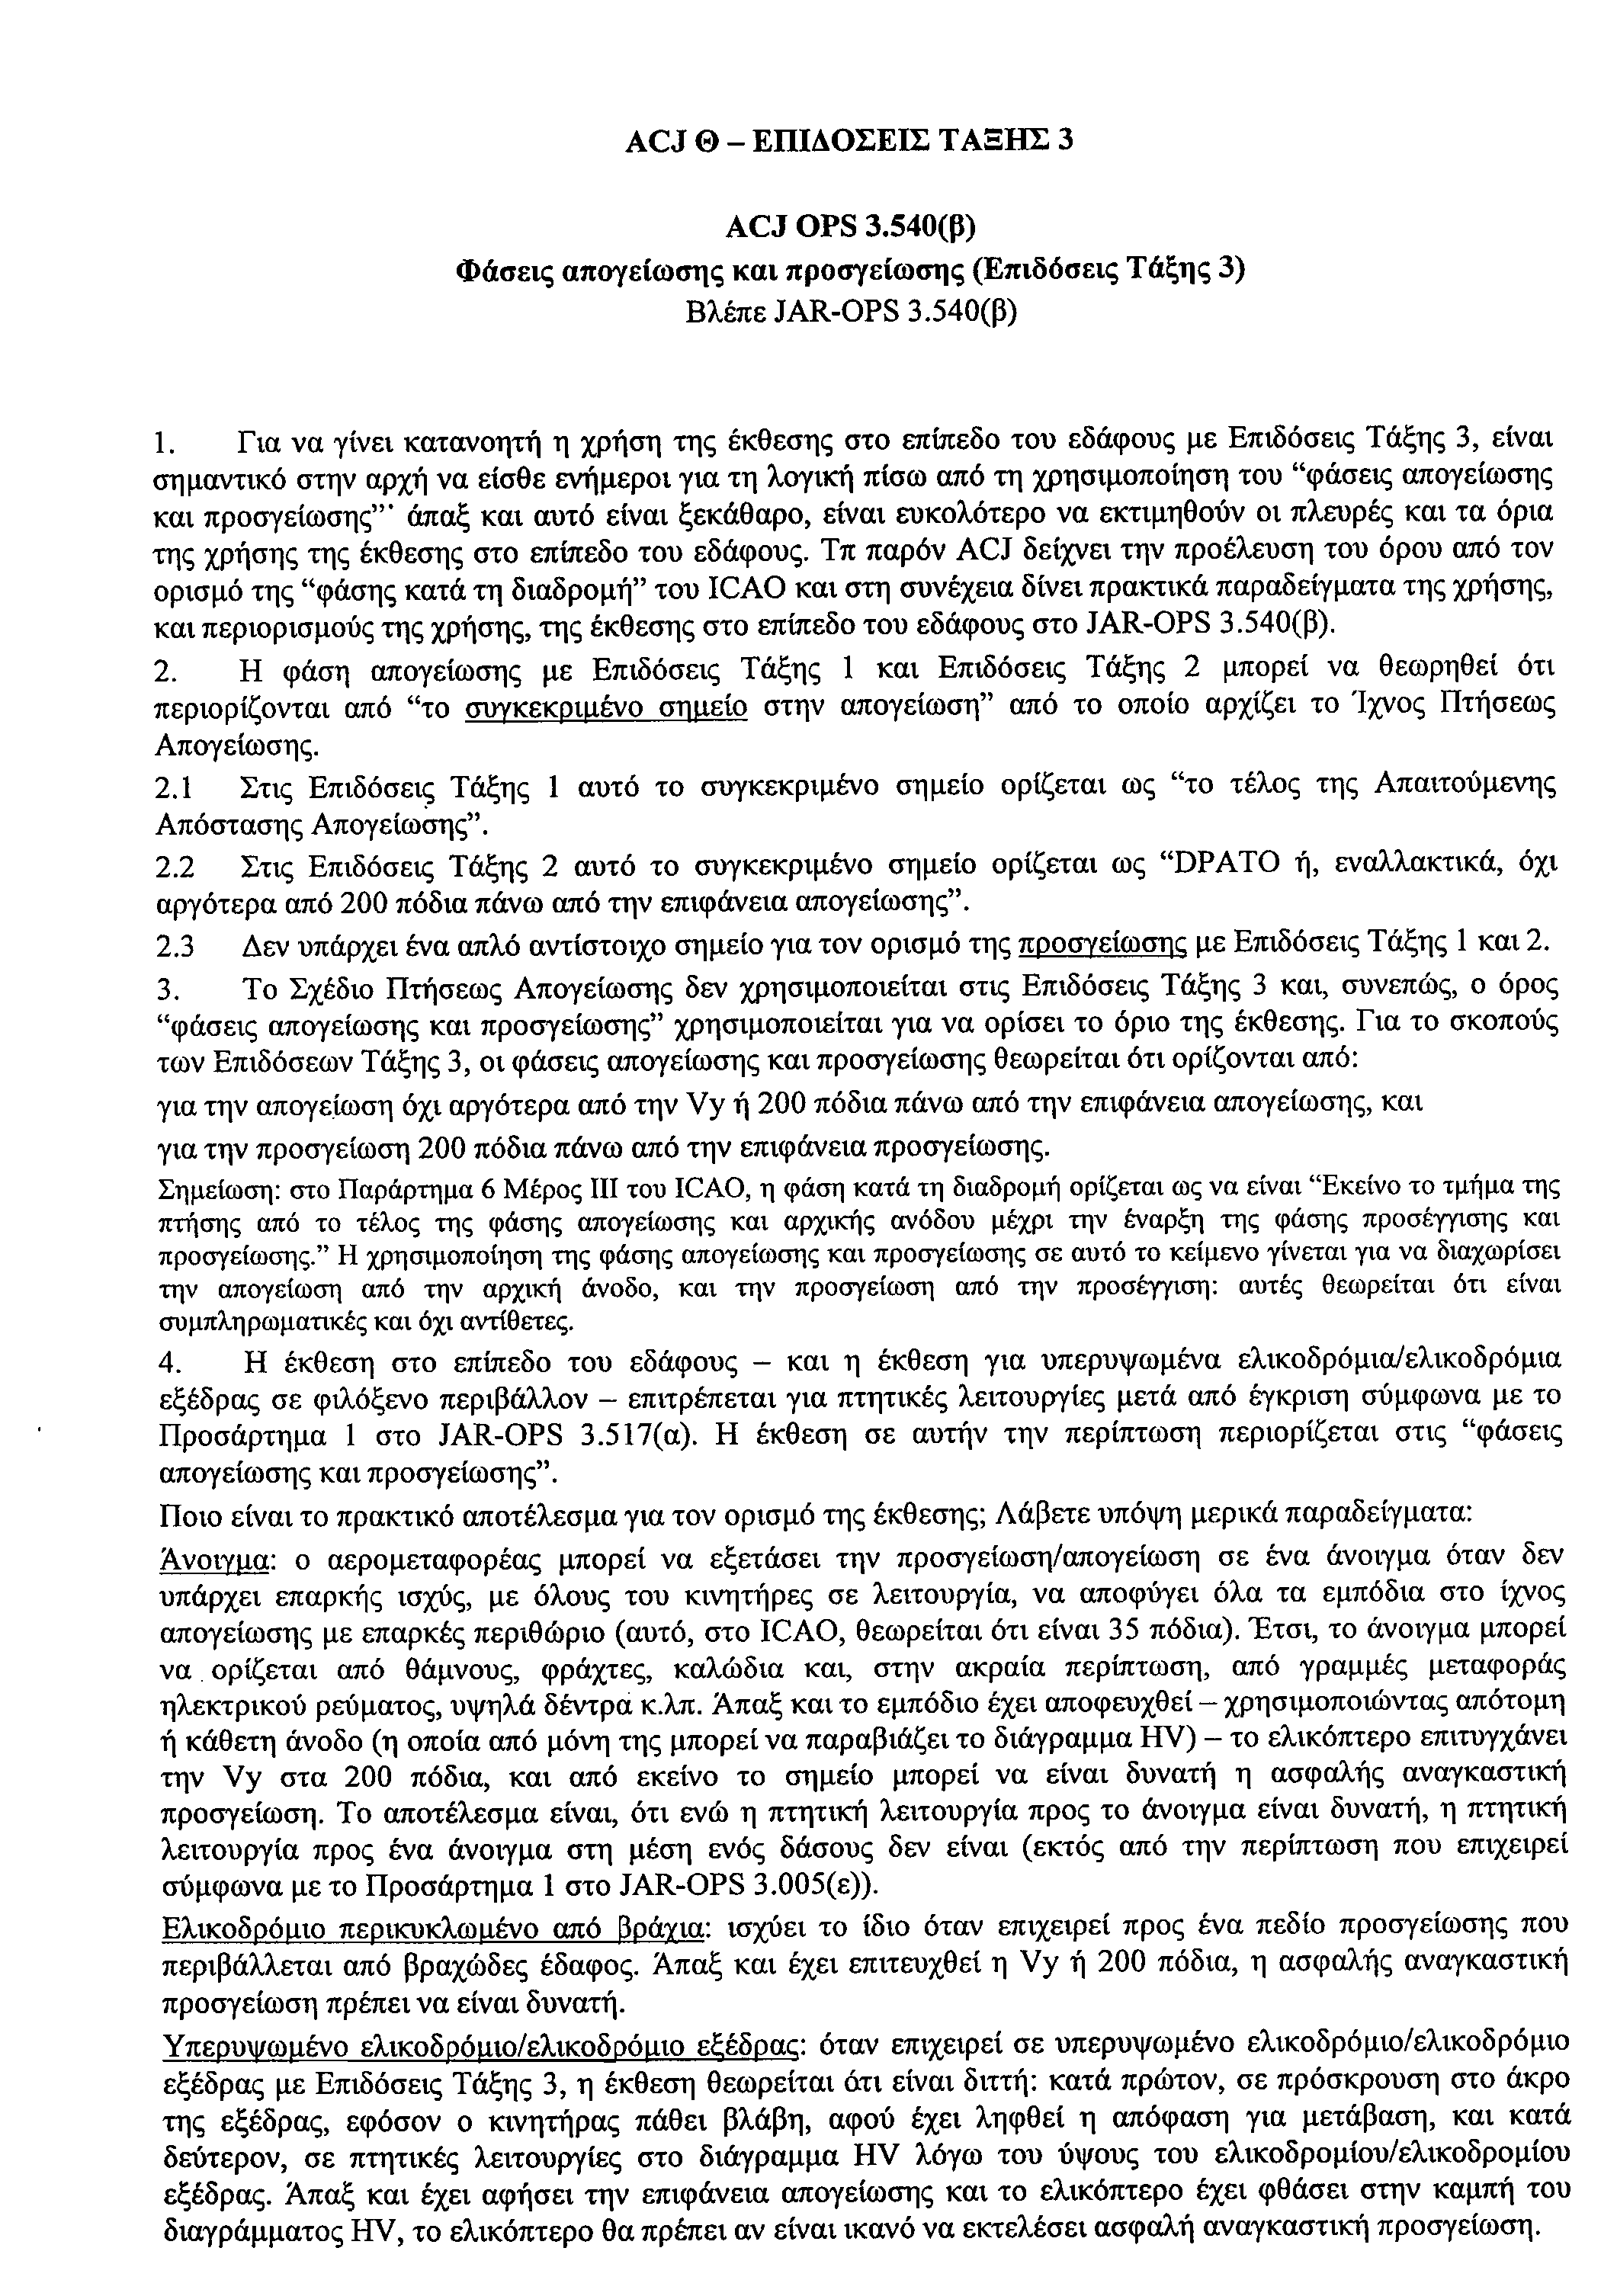 ACJ Θ – ΕΠΙΔΟΣΕΙΣ ΤΑΞΗΣ 3
ACJ OPS 3.540(β)
Φάσεις απογείωσης και προσγείωσης (Επιδόσεις Τάξης 3)
Βλέπε JAR-OPS 3.540(β)
1. Για να γίνει κατανοητή η χρήση της έκθεσης στο επίπεδο του εδάφους με Επιδόσεις Τάξης 3, είναι
σημαντικό στην αρχή να είσθε ενήμεροι για τη λογική πίσω από τη χρησιμοποίηση του “φάσεις απογείωσης
και προσγείωσης”· άπαξ και αυτό είναι ξεκάθαρο, είναι ευκολότερο να εκτιμηθούν οι πλευρές και τα όρια
της χρήσης της έκθεσης στο επίπεδο του εδάφους. Τπ παρόν ACJ δείχνει την προέλευση του όρου από τον
ορισμό της “φάσης κατά τη διαδρομή” του ICAO και στη συνέχεια δίνει πρακτικά παραδείγματα της χρήσης,
και περιορισμούς της χρήσης, της έκθεσης στο επίπεδο του εδάφους στο JAR-OPS 3.540(β).
2. Η φάση απογείωσης με Επιδόσεις Τάξης 1 και Επιδόσεις Τάξης 2 μπορεί να θεωρηθεί ότι
περιορίζονται από “το συγκεκριμένο σημείο στην απογείωση” από το οποίο αρχίζει το Ίχνος Πτήσεως
Απογείωσης.
2.1 Στις Επιδόσεις Τάξης 1 αυτό το συγκεκριμένο σημείο ορίζεται ως “το τέλος της Απαιτούμενης
Απόστασης Απογείωσης”.
2.2 Στις Επιδόσεις Τάξης 2 αυτό το συγκεκριμένο σημείο ορίζεται ως “DPATO ή, εναλλακτικά, όχι
αργότερα από 200 πόδια πάνω από την επιφάνεια απογείωσης”.
2.3 Δεν υπάρχει ένα απλό αντίστοιχο σημείο για τον ορισμό της προσγείωσης με Επιδόσεις Τάξης 1 και 2.
3. Το Σχέδιο Πτήσεως Απογείωσης δεν χρησιμοποιείται στις Επιδόσεις Τάξης 3 και, συνεπώς, ο όρος
“φάσεις απογείωσης και προσγείωσης” χρησιμοποιείται για να ορίσει το όριο της έκθεσης. Για το σκοπούς
των Επιδόσεων Τάξης 3, οι φάσεις απογείωσης και προσγείωσης θεωρείται ότι ορίζονται από:
για την απογείωση όχι αργότερα από την Vy ή 200 πόδια πάνω από την επιφάνεια απογείωσης, και
για την προσγείωση 200 πόδια πάνω από την επιφάνεια προσγείωσης.
Σημείωση: στο Παράρτημα 6 Μέρος III του ICAO, η φάση κατά τη διαδρομή ορίζεται ως να είναι “Εκείνο το τμήμα της
πτήσης από το τέλος της φάσης απογείωσης και αρχικής ανόδου μέχρι την έναρξη της φάσης προσέγγισης και
προσγείωσης.” Η χρησιμοποίηση της φάσης απογείωσης και προσγείωσης σε αυτό το κείμενο γίνεται για να διαχωρίσει
την απογείωση από την αρχική άνοδο, και την προσγείωση από την προσέγγιση: αυτές θεωρείται ότι είναι
συμπληρωματικές και όχι αντίθετες.
4. Η έκθεση στο επίπεδο του εδάφους – και η έκθεση για υπερυψωμένα ελικοδρόμια/ελικοδρόμια
εξέδρας σε φιλόξενο περιβάλλον – επιτρέπεται για πτητικές λειτουργίες μετά από έγκριση σύμφωνα με το
Προσάρτημα 1 στο JAR-OPS 3.517(α). Η έκθεση σε αυτήν την περίπτωση περιορίζεται στις “φάσεις
απογείωσης και προσγείωσης”.
Ποιο είναι το πρακτικό αποτέλεσμα για τον ορισμό της έκθεσης; Λάβετε υπόψη μερικά παραδείγματα:
Άνοιγμα: ο αερομεταφορέας μπορεί να εξετάσει την προσγείωση/απογείωση σε ένα άνοιγμα όταν δεν
υπάρχει επαρκής ισχύς, με όλους του κινητήρες σε λειτουργία, να αποφύγει όλα τα εμπόδια στο ίχνος
απογείωσης με επαρκές περιθώριο (αυτό, στο ICAO, θεωρείται ότι είναι 35 πόδια). Έτσι, το άνοιγμα μπορεί
να ορίζεται από θάμνους, φράχτες, καλώδια και, στην ακραία περίπτωση, από γραμμές μεταφοράς
ηλεκτρικού ρεύματος, υψηλά δέντρα κ.λπ. Άπαξ και το εμπόδιο έχει αποφευχθεί – χρησιμοποιώντας απότομη
ή κάθετη άνοδο (η οποία από μόνη της μπορεί να παραβιάζει το διάγραμμα HV) – το ελικόπτερο επιτυγχάνει
την Vy στα 200 πόδια, και από εκείνο το σημείο μπορεί να είναι δυνατή η ασφαλής αναγκαστική
προσγείωση. Το αποτέλεσμα είναι, ότι ενώ η πτητική λειτουργία προς το άνοιγμα είναι δυνατή, η πτητική
λειτουργία προς ένα άνοιγμα στη μέση ενός δάσους δεν είναι (εκτός από την περίπτωση που επιχειρεί
σύμφωνα με το Προσάρτημα 1 στο JAR-OPS 3.005(ε)).
Ελικοδρόμιο περικυκλωμένο από βράχια: ισχύει το ίδιο όταν επιχειρεί προς ένα πεδίο προσγείωσης που
περιβάλλεται από βραχώδες έδαφος. Άπαξ και έχει επιτευχθεί η Vy ή 200 πόδια, η ασφαλής αναγκαστική
προσγείωση πρέπει να είναι δυνατή.
Υπερυψωμένο ελικοδρόμιο/ελικοδρόμιο εξέδρας: όταν επιχειρεί σε υπερυψωμένο ελικοδρόμιο/ελικοδρόμιο
εξέδρας με Επιδόσεις Τάξης 3, η έκθεση θεωρείται ότι είναι διττή: κατά πρώτον, σε πρόσκρουση στο άκρο
της εξέδρας, εφόσον ο κινητήρας πάθει βλάβη, αφού έχει ληφθεί η απόφαση για μετάβαση, και κατά
δεύτερον, σε πτητικές λειτουργίες στο διάγραμμα HV λόγω του ύψους του ελικοδρομίου/ελικοδρομίου
εξέδρας. Άπαξ και έχει αφήσει την επιφάνεια απογείωσης και το ελικόπτερο έχει φθάσει στην καμπή του
διαγράμματος HV, το ελικόπτερο θα πρέπει αν είναι ικανό να εκτελέσει ασφαλή αναγκαστική προσγείωση.